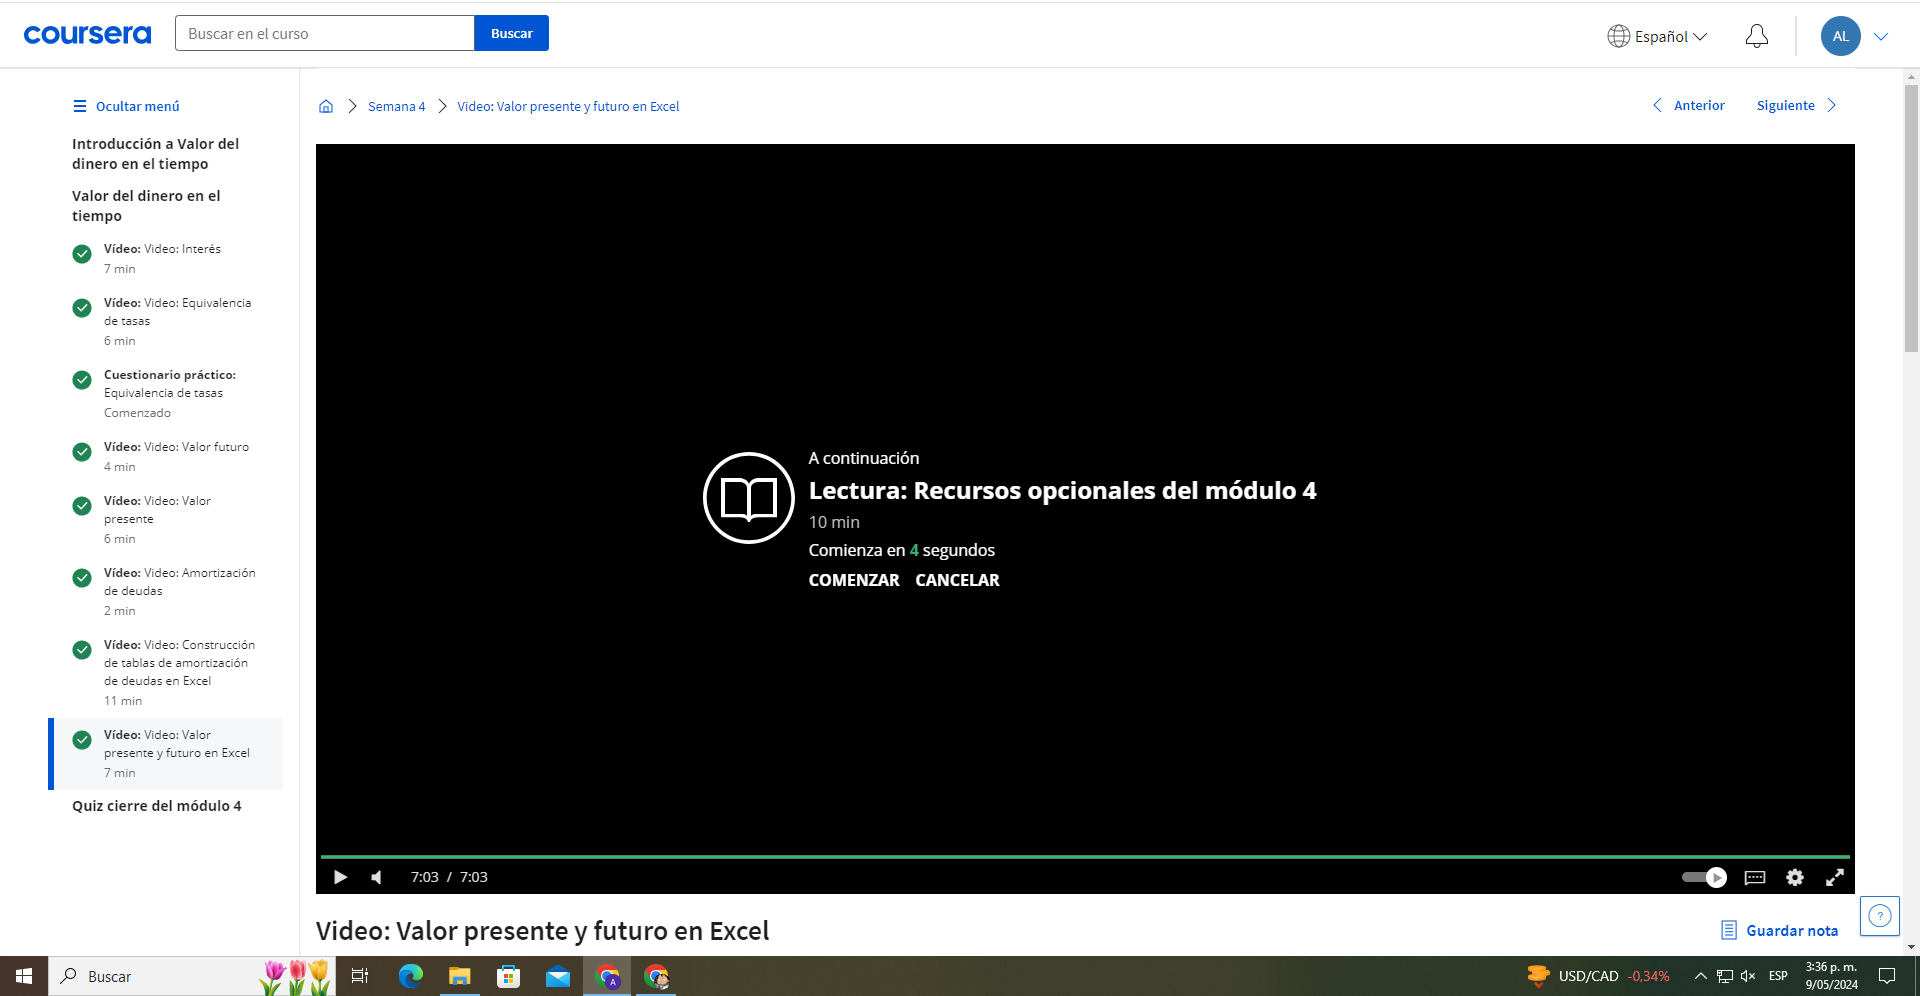 coursera
Buscar en el curso
Buscar
Español
AL
Ocultar menú
Semana 4
Video: Valor presente y futuro en Excel
Anterior
Siguiente
Introducción a Valor del
dinero en el tiempo
Valor del dinero en el
tiempo
Vídeo: Video: Interés
7 min
Vídeo: Video: Equivalencia
de tasas
6 min
Cuestionario práctico:
Equivalencia de tasas
Comenzado
Vídeo: Video: Valor futuro
4 min
Vídeo: Video: Valor
presente
6 min
Vídeo: Video: Amortización
de deudas
2 min
Vídeo: Video: Construcción
de tablas de amortización
de deudas en Excel
11 min
Vídeo: Video: Valor
presente y futuro en Excel
7 min
Quiz cierre del módulo 4
A continuación
Lectura: Recursos opcionales del módulo 4
10 min
Comienza en 4 segundos
COMENZAR CANCELAR
7:03 / 7:03
Video: Valor presente y futuro en Excel
Guardar nota
?
Buscar
A
USD/CAD -0,34%
ESP
3:36 p. m.
9/05/2024